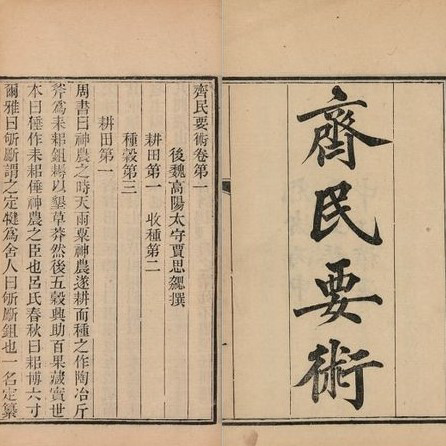 齊民要術
齊民要術卷第一
後魏高陽太守賈思勰撰
耕田第一 收種第二
種穀第三
耕田第一
周書曰神農之時天雨粟神農遂耕而種之作陶冶斤
斧為耒耜鉏耨以墾草莽然後五穀興助百果藏實世
本曰倕作耒耜倕神農之臣也呂氏春秋曰耜博六寸
爾雅曰斪斸謂之定犍為舍人曰斪斸鉏也一名定纂